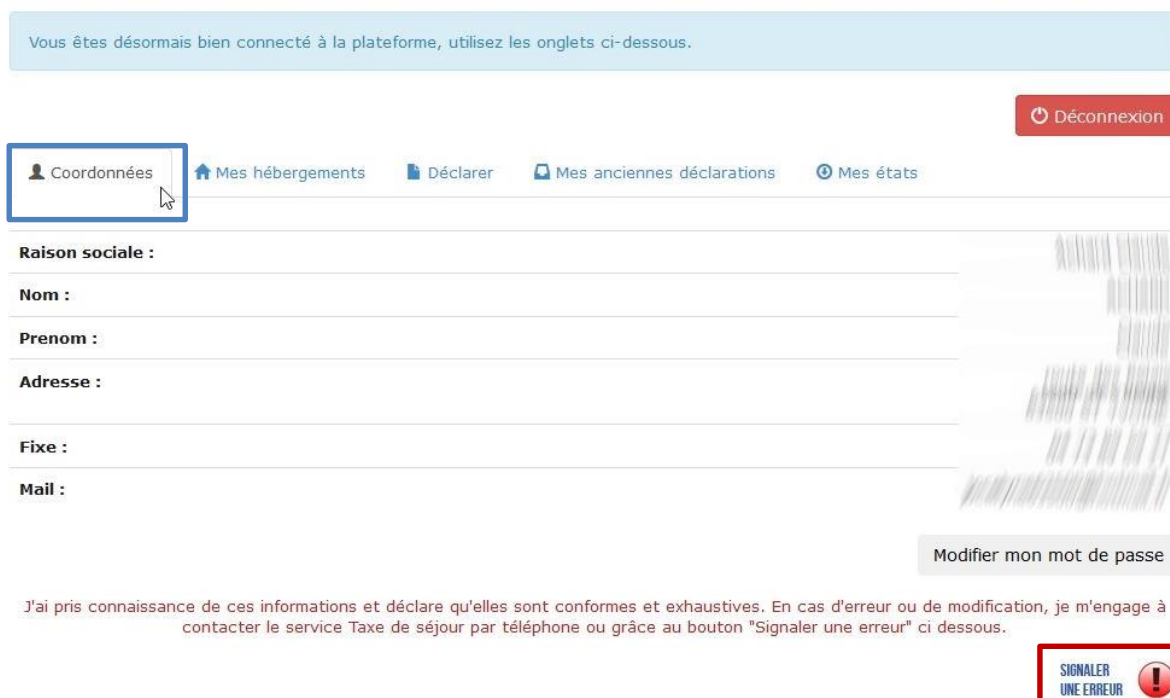 Vous êtes désormais bien connecté à la plateforme, utilisez les onglets ci-dessous.
Déconnexion
Coordonnées Mes hébergements Déclarer Mes anciennes déclarations Mes états
Raison sociale :
Nom :
Prenom :
Adresse :
Fixe :
Mail :
Modifier mon mot de passe
J'ai pris connaissance de ces informations et déclare qu'elles sont conformes et exhaustives. En cas d'erreur ou de modification, je m'engage à
contacter le service Taxe de séjour par téléphone ou grâce au bouton "Signaler une erreur" ci dessous.
SIGNALER
UNE ERREUR